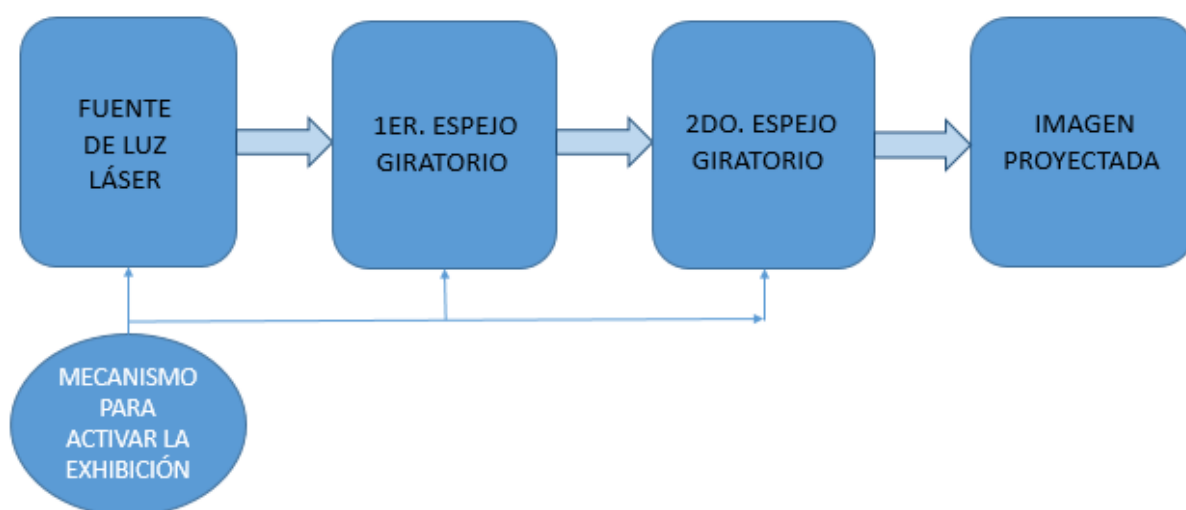 FUENTE
DE LUZ
LÁSER
1ER. ESPEJO
GIRATORIO
2DO. ESPEJO
GIRATORIO
IMAGEN
PROYECTADA
MECANISMO
PARA
ACTIVAR LA
EXHIBICIÓN